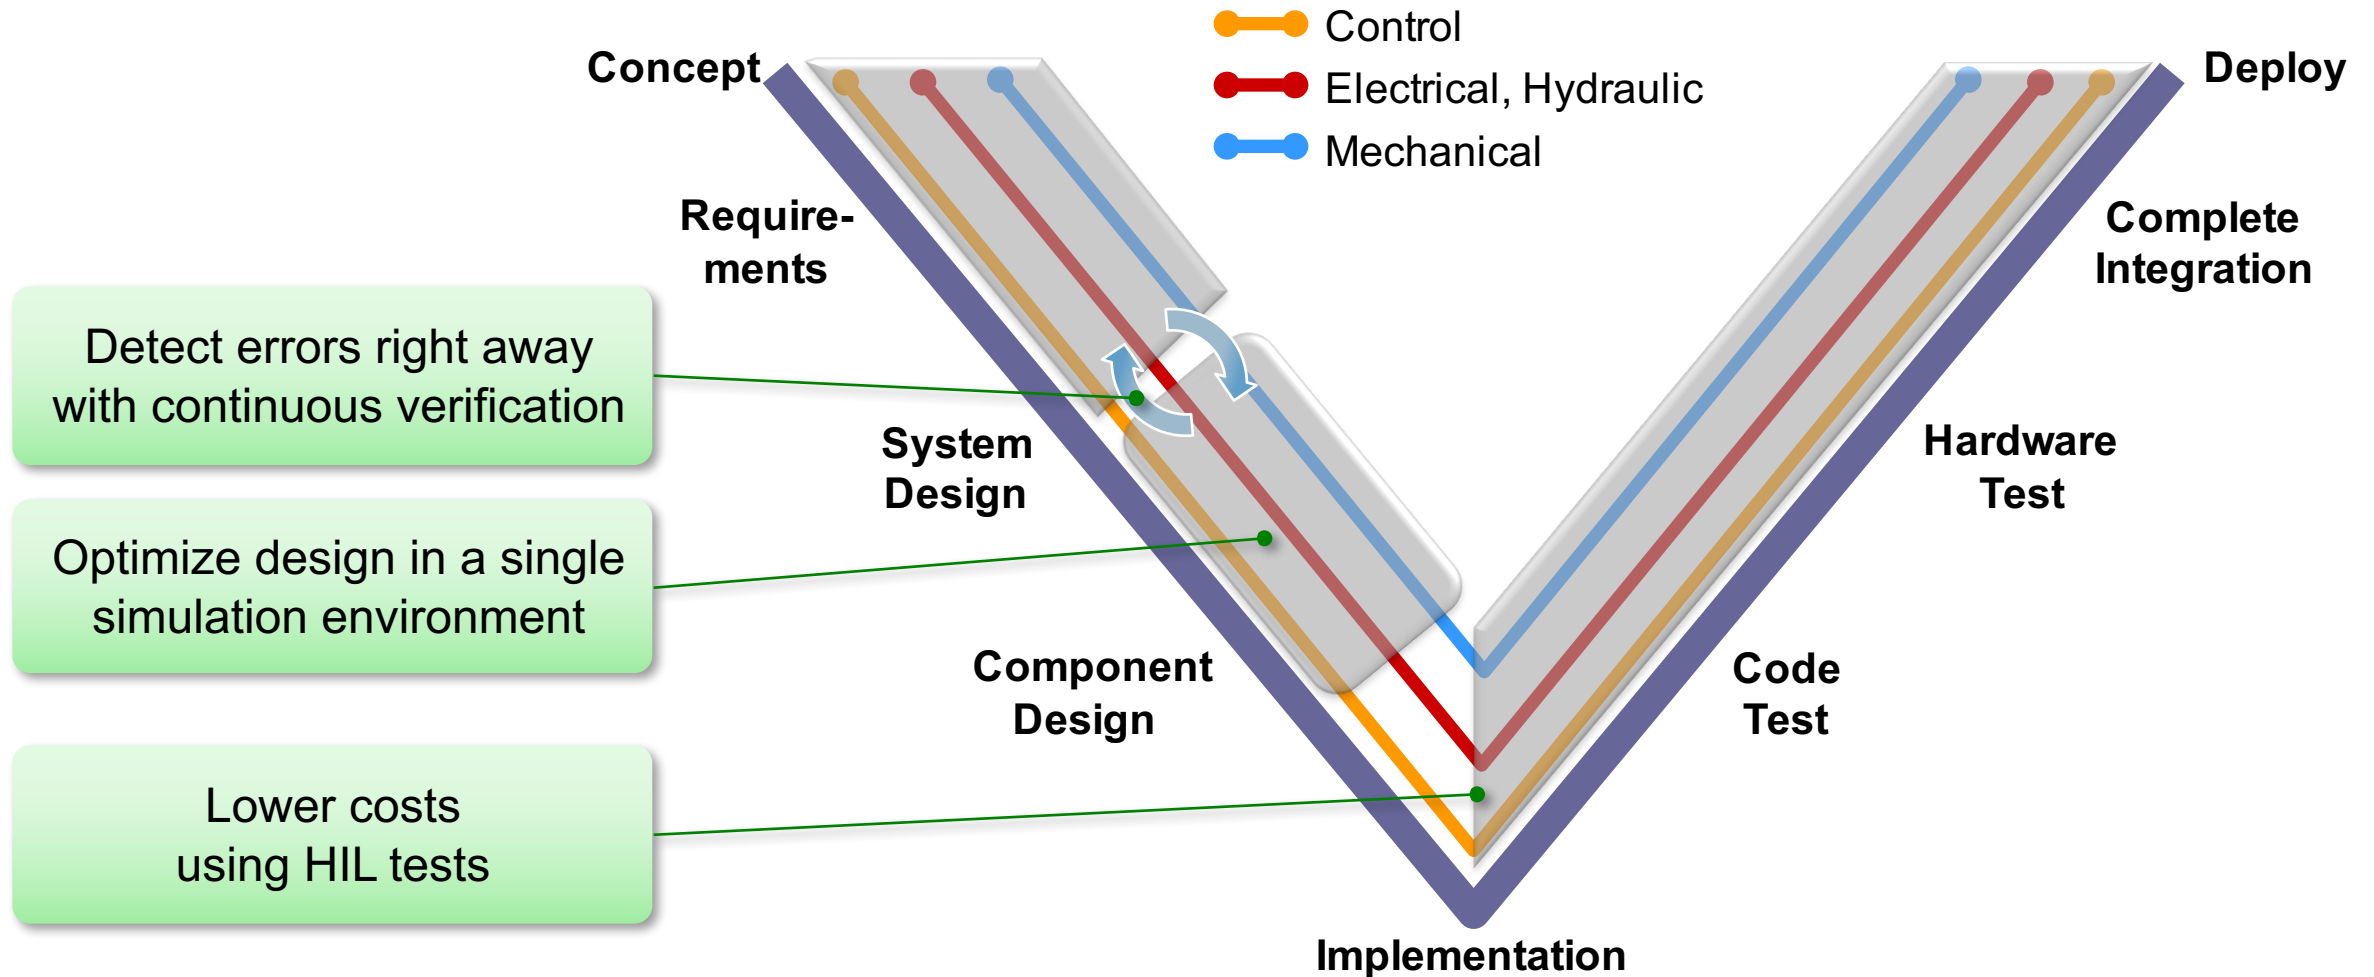 Control
Electrical, Hydraulic
Mechanical
Concept
Deploy
Require-
ments
Complete
Integration
Detect errors right away
with continuous verification
System
Design
Hardware
Test
Optimize design in a single
simulation environment
Component
Design
Code
Test
Lower costs
using HIL tests
Implementation